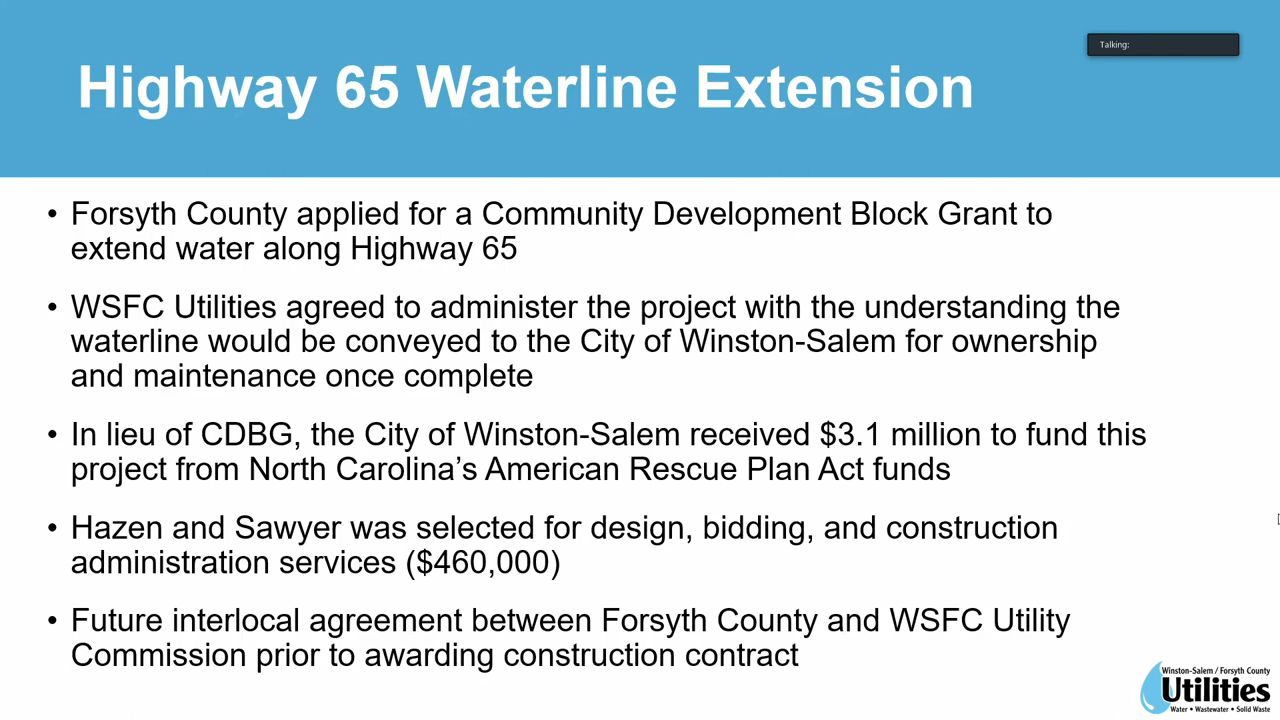 Talking:
Highway 65 Waterline Extension
• Forsyth County applied for a Community Development Block Grant to
extend water along Highway 65
• WSFC Utilities agreed to administer the project with the understanding the
waterline would be conveyed to the City of Winston-Salem for ownership
and maintenance once complete
• In lieu of CDBG, the City of Winston-Salem received $3.1 million to fund this
project from North Carolina’s American Rescue Plan Act funds
• Hazen and Sawyer was selected for design, bidding, and construction
administration services ($460,000)
• Future interlocal agreement between Forsyth County and WSFC Utility
Commission prior to awarding construction contract
Winston-Salem / Forsyth County
Utilities
Water • Wastewater • Solid Waste